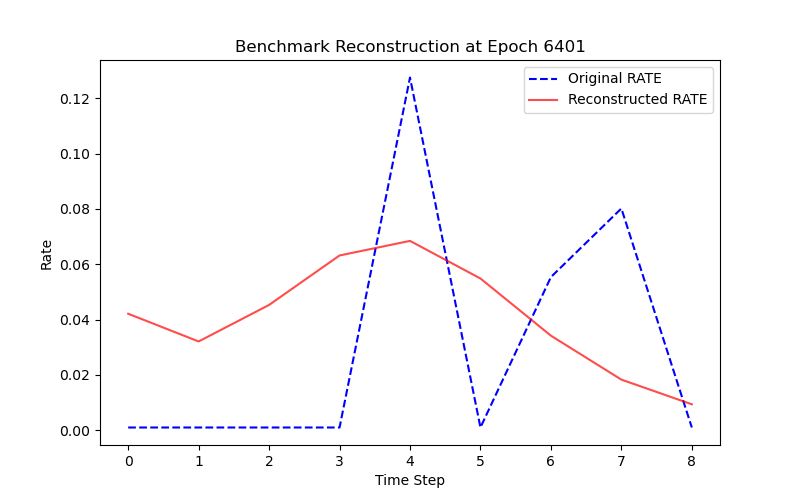 Benchmark Reconstruction at Epoch 6401
Original RATE
Reconstructed RATE
0.12
0.10
0.08
0.06
0.04
0.02
0.00
Rate
0 1 2 3 4 5 6 7 8
Time Step